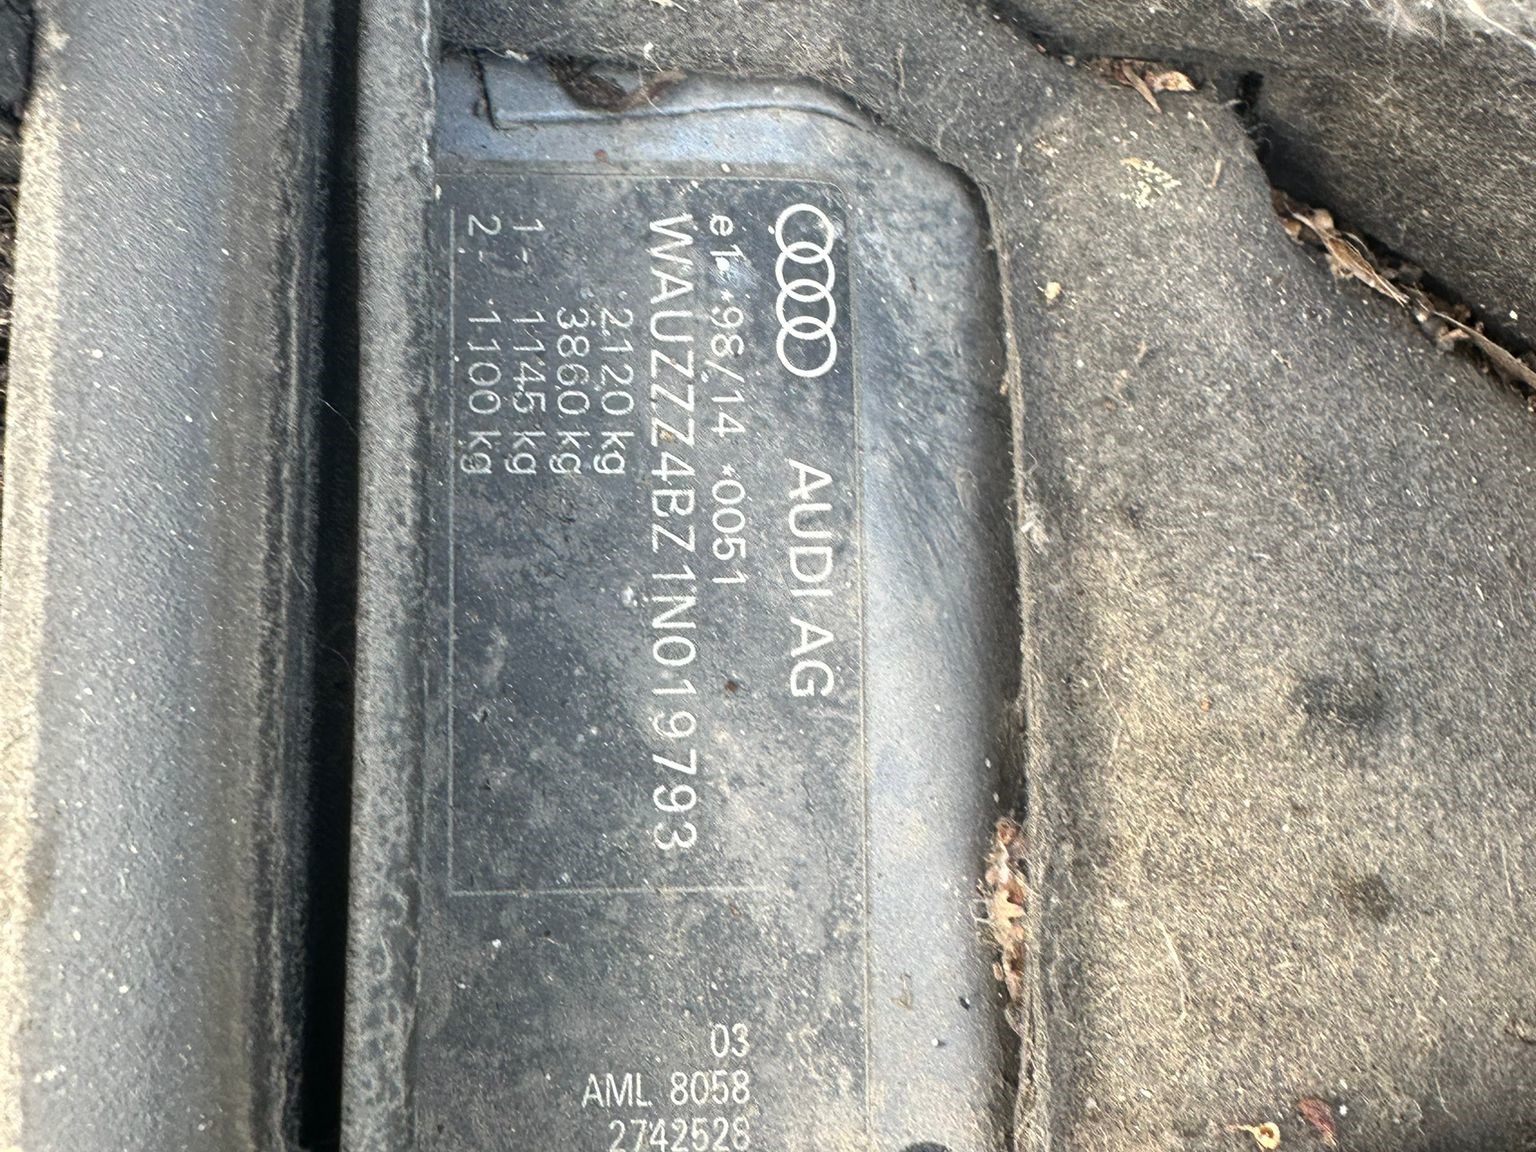 AUDI AG
e1*98/14*0051
WAUZZZ4BZ1N019793
2120 kg
3860 kg
1- 1145 kg
2- 1100 kg
03
AML 8058
2742528